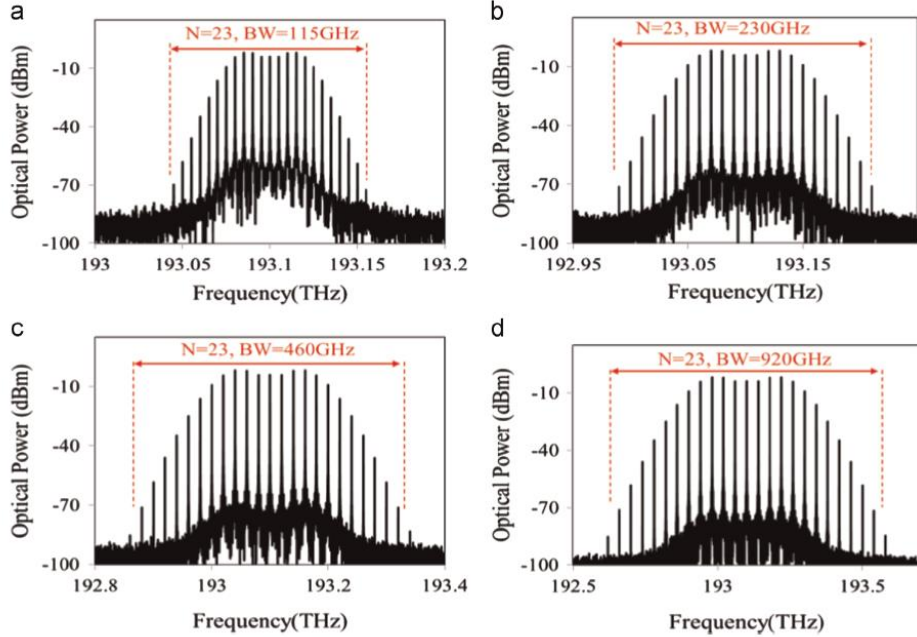 a
N=23, BW=115GHz
-10
-40
-70
-100
Optical Power (dBm)
193
193.05
193.1
193.15
193.2
Frequency(THz)
b
N=23, BW=230GHz
-10
-40
-70
-100
Optical Power (dBm)
192.95
193.05
193.15
Frequency(THz)
c
N=23, BW=460GHz
-10
-40
-70
-100
Optical Power (dBm)
192.8
193
193.2
193.4
Frequency(THz)
d
N=23, BW=920GHz
-10
-40
-70
-100
Optical Power (dBm)
192.5
193
193.5
Frequency(THz)